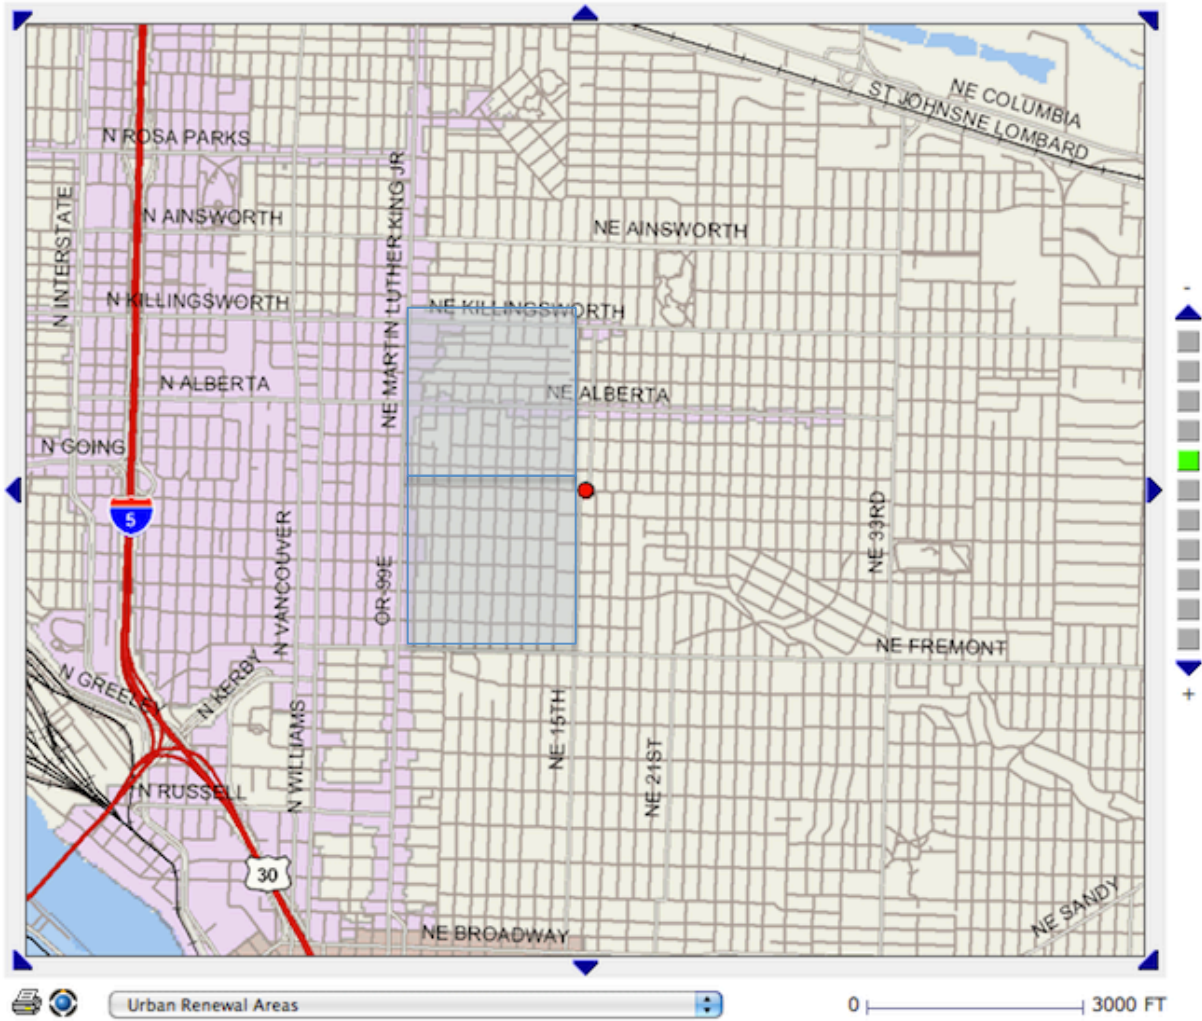 NE COLUMBIA
ST JOHNSNE LOMBARD
N ROSA PARKS
N INTERSTATE
N AINSWORTH
NE MARTIN LUTHER KING JR
NE AINSWORTH
-
N KILLINGSWORTH
NE KILLINGSWORTH
N ALBERTA
NE ALBERTA
N GOING
5
N VANCOUVER
OR-99E
NE 33RD
NE FREMONT
N GREELEY
N KERBY
+
N WILLIAMS
NE 15TH
NE 21ST
N RUSSELL
30
NE SANDY
NE BROADWAY
Urban Renewal Areas
0
3000 FT